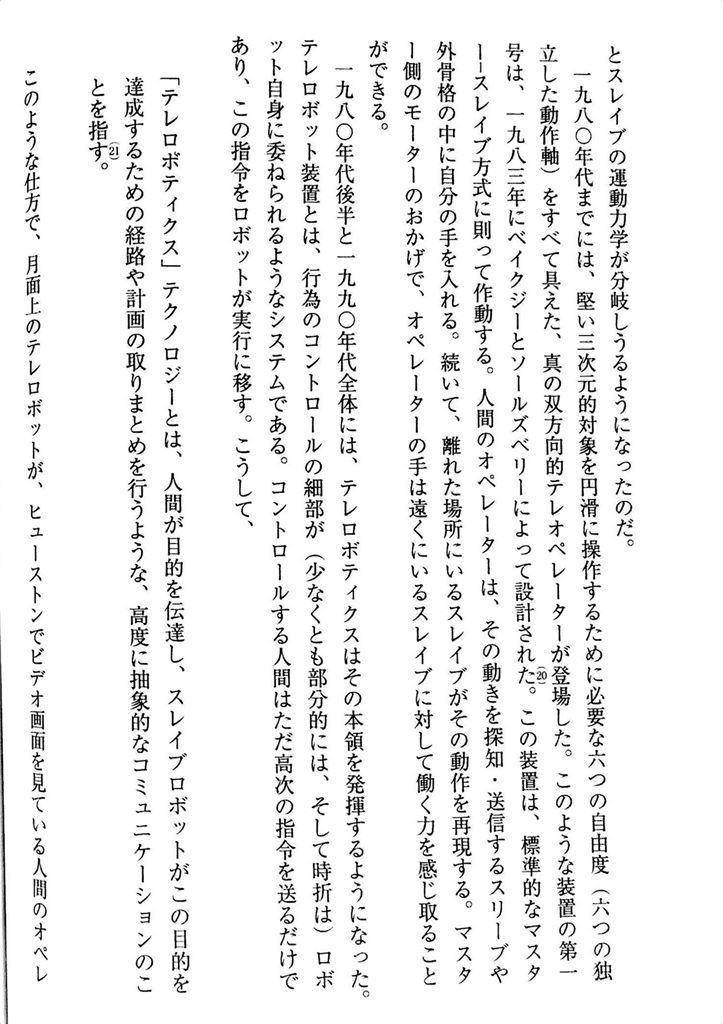 とスレイブの運動力学が分岐しうるようになったのだ。
一九八〇年代までには、堅い三次元的対象を円滑に操作するために必要な六つの自由度（六つの独
立した動作軸）をすべて具えた、真の双方向的テレオペレーターが登場した。このような装置の第一
号は、一九八三年にベイクジーとソールズベリーによって設計された(20)。この装置は、標準的なマスタ
ー–スレイブ方式に則って作動する。人間のオペレーターは、その動きを探知・送信するスリーブや
外骨格の中に自分の手を入れる。続いて、離れた場所にいるスレイブがその動作を再現する。マスタ
ー側のモーターのおかげで、オペレーターの手は遠くにいるスレイブに対して働く力を感じ取ること
ができる。
一九八〇年代後半と一九九〇年代全体には、テレロボティクスはその本領を発揮するようになった。
テレロボット装置とは、行為のコントロールの細部が（少なくとも部分的には、そして時折は）ロボ
ット自身に委ねられるようなシステムである。コントロールする人間はただ高次の指令を送るだけで
あり、この指令をロボットが実行に移す。こうして、
「テレロボティクス」テクノロジーとは、人間が目的を伝達し、スレイブロボットがこの目的を
達成するための経路や計画の取りまとめを行うような、高度に抽象的なコミュニケーションのこ
とを指す(21)。
このような仕方で、月面上のテレロボットが、ヒューストンでビデオ画面を見ている人間のオペレ